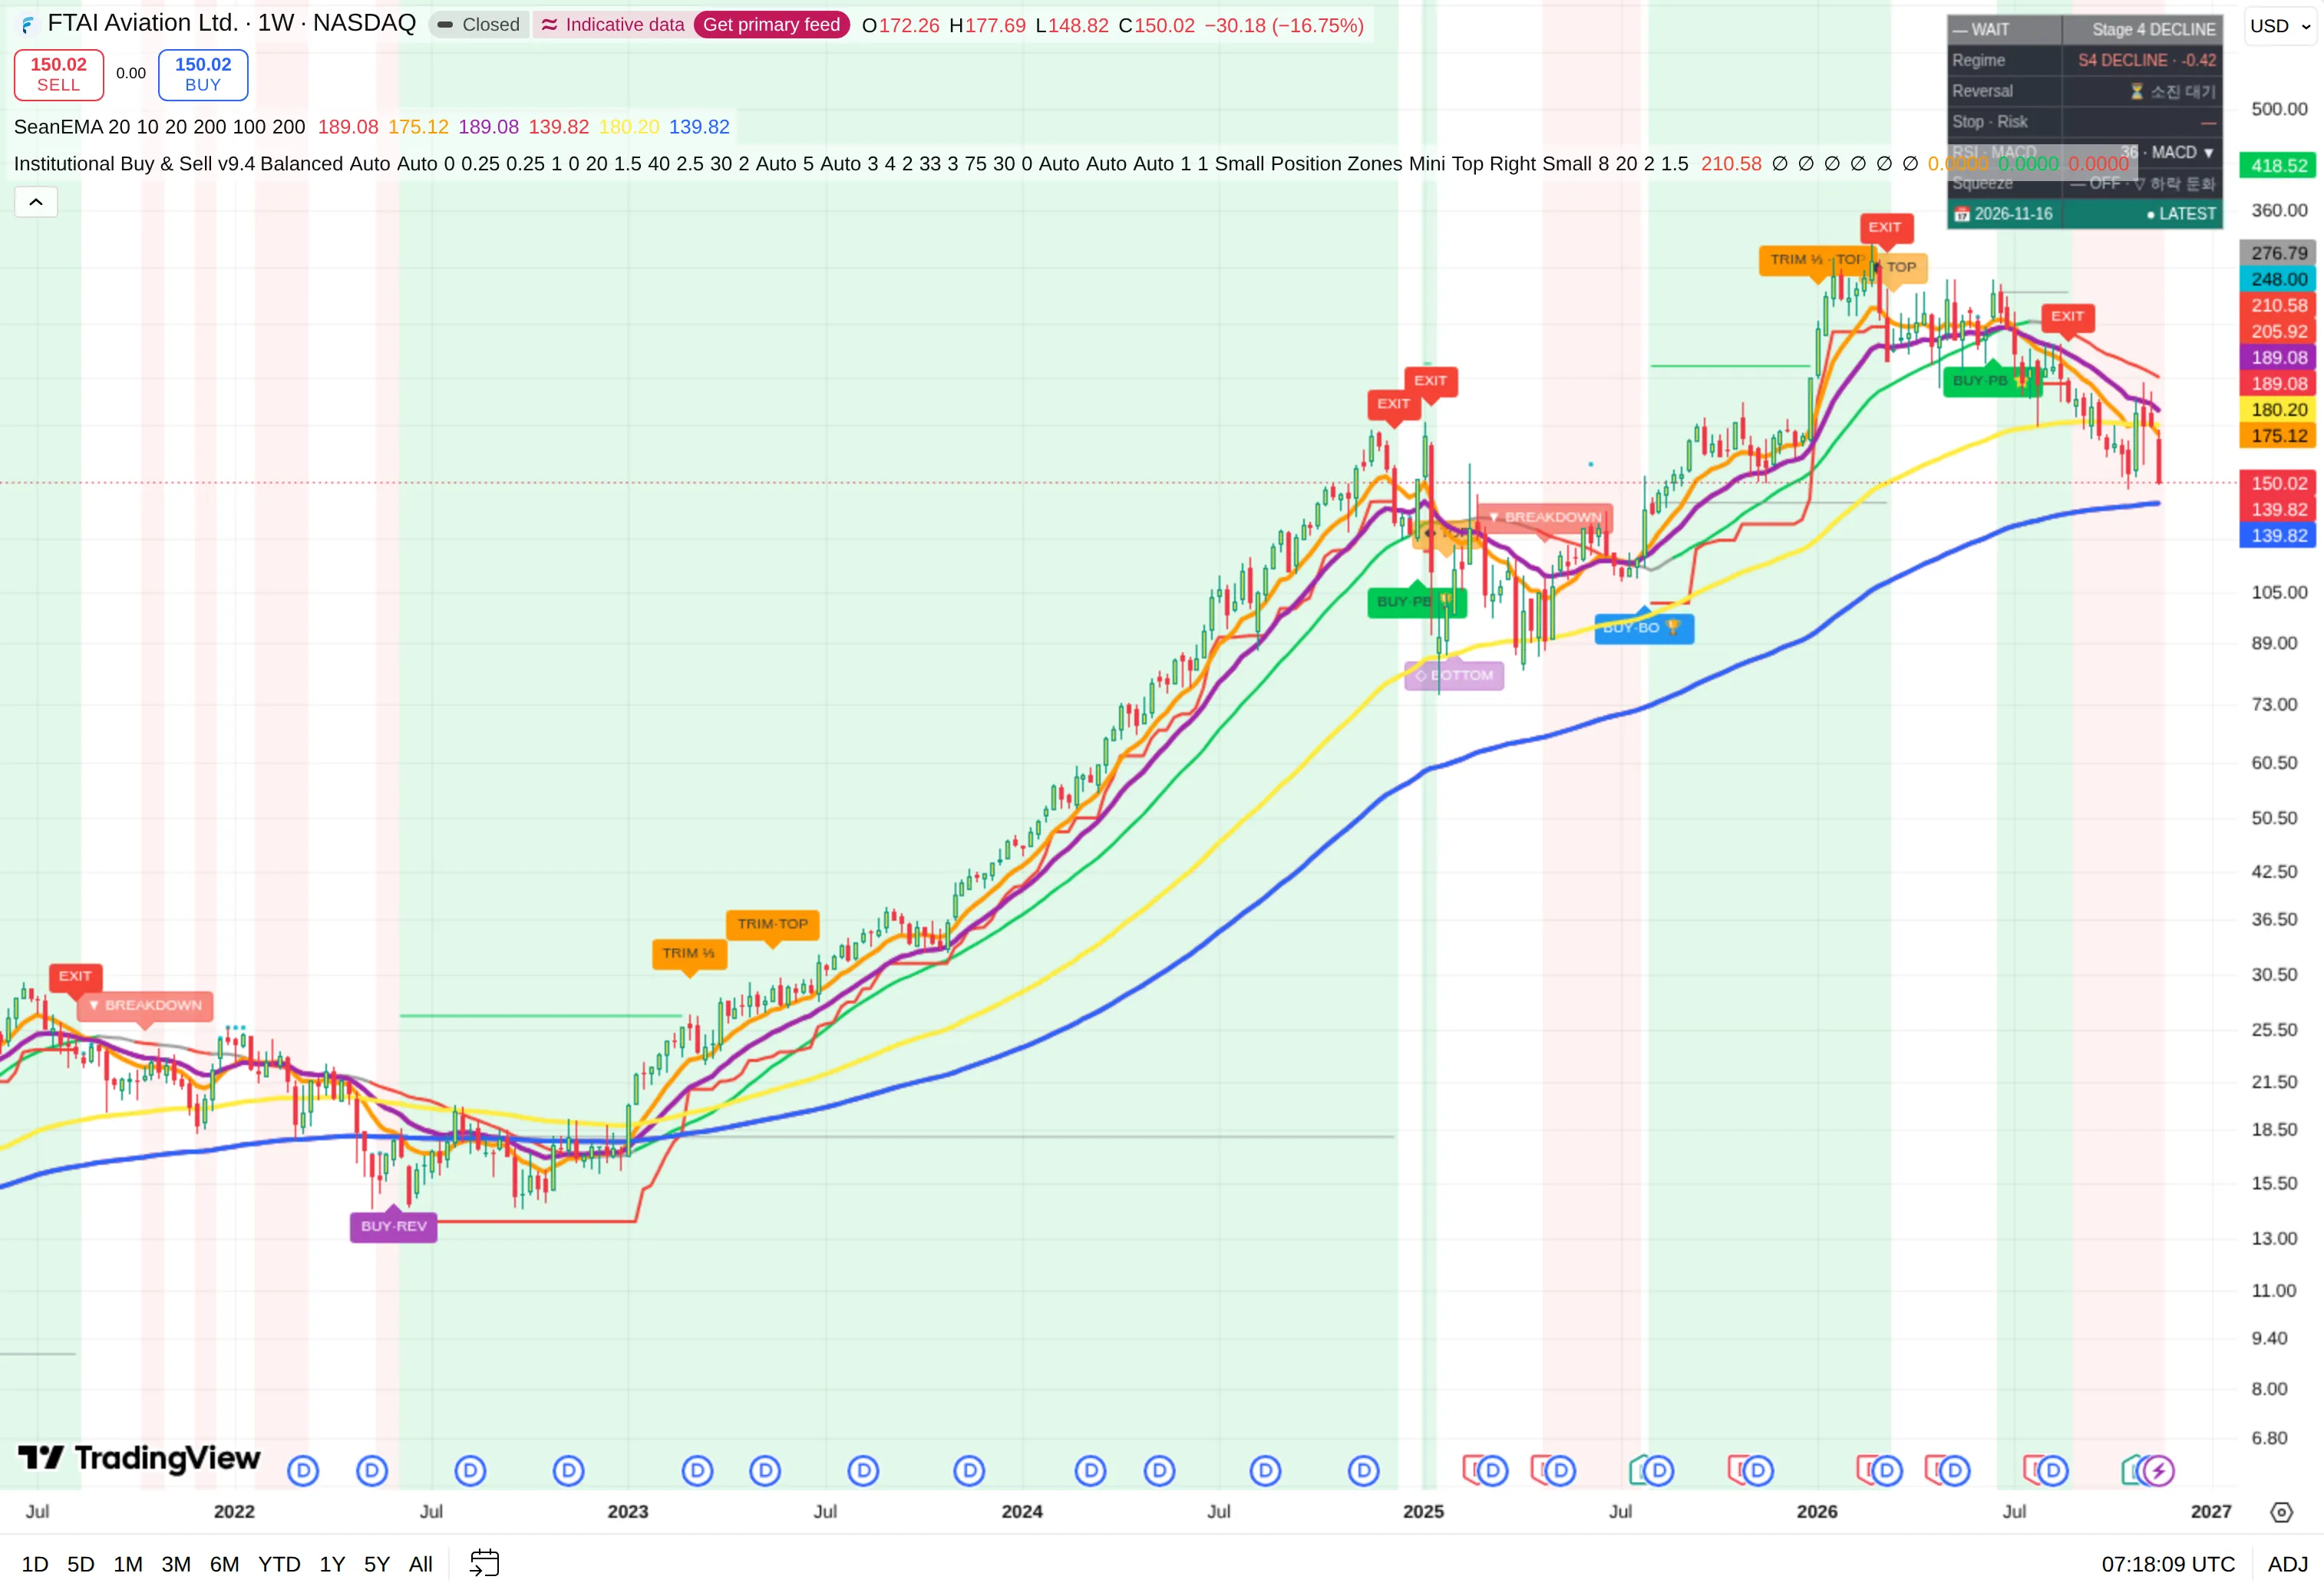 FTAI Aviation Ltd. · 1W · NASDAQ Closed Indicative data Get primary feed O172.26 H177.69 L148.82 C150.02 −30.18 (−16.75%)
150.02 SELL
0.00
150.02 BUY
SeanEMA 20 10 20 200 100 200 189.08 175.12 189.08 139.82 180.20 139.82
Institutional Buy & Sell v9.4 Balanced Auto Auto 0 0.25 0.25 1 0 20 1.5 40 2.5 30 2 Auto 5 Auto 3 4 2 33 3 75 30 0 Auto Auto Auto 1 1 Small Position Zones Mini Top Right Small 8 20 2 1.5 210.58 ∅ ∅ ∅ ∅ ∅ ∅ 0.0000 0.0000 0.0000
— WAIT Stage 4 DECLINE
Regime S4 DECLINE · -0.42
Reversal ⏳ 소진 대기
Stop · Risk —
RSI · MACD 36 · MACD ▼
Squeeze — OFF · ▽ 하락 둔화
📅 2026-11-16 ● LATEST
USD
500.00
418.52
360.00
276.79
248.00
210.58
205.92
189.08
189.08
180.20
175.12
150.02
139.82
139.82
105.00
89.00
73.00
60.50
50.50
42.50
36.50
30.50
25.50
21.50
18.50
15.50
13.00
11.00
9.40
8.00
6.80
EXIT
TRIM ⅓ · TOP
TOP
EXIT
BUY-PB
EXIT
EXIT
▼ BREAKDOWN
BUY-PB 🏆
BUY-BO 🏆
◇ BOTTOM
TRIM-TOP
TRIM ⅓
EXIT
▼ BREAKDOWN
BUY-REV
TradingView
D D D D D D D D D D D D D D D D D D D D
Jul 2022 Jul 2023 Jul 2024 Jul 2025 Jul 2026 Jul 2027
1D 5D 1M 3M 6M YTD 1Y 5Y All
07:18:09 UTC ADJ